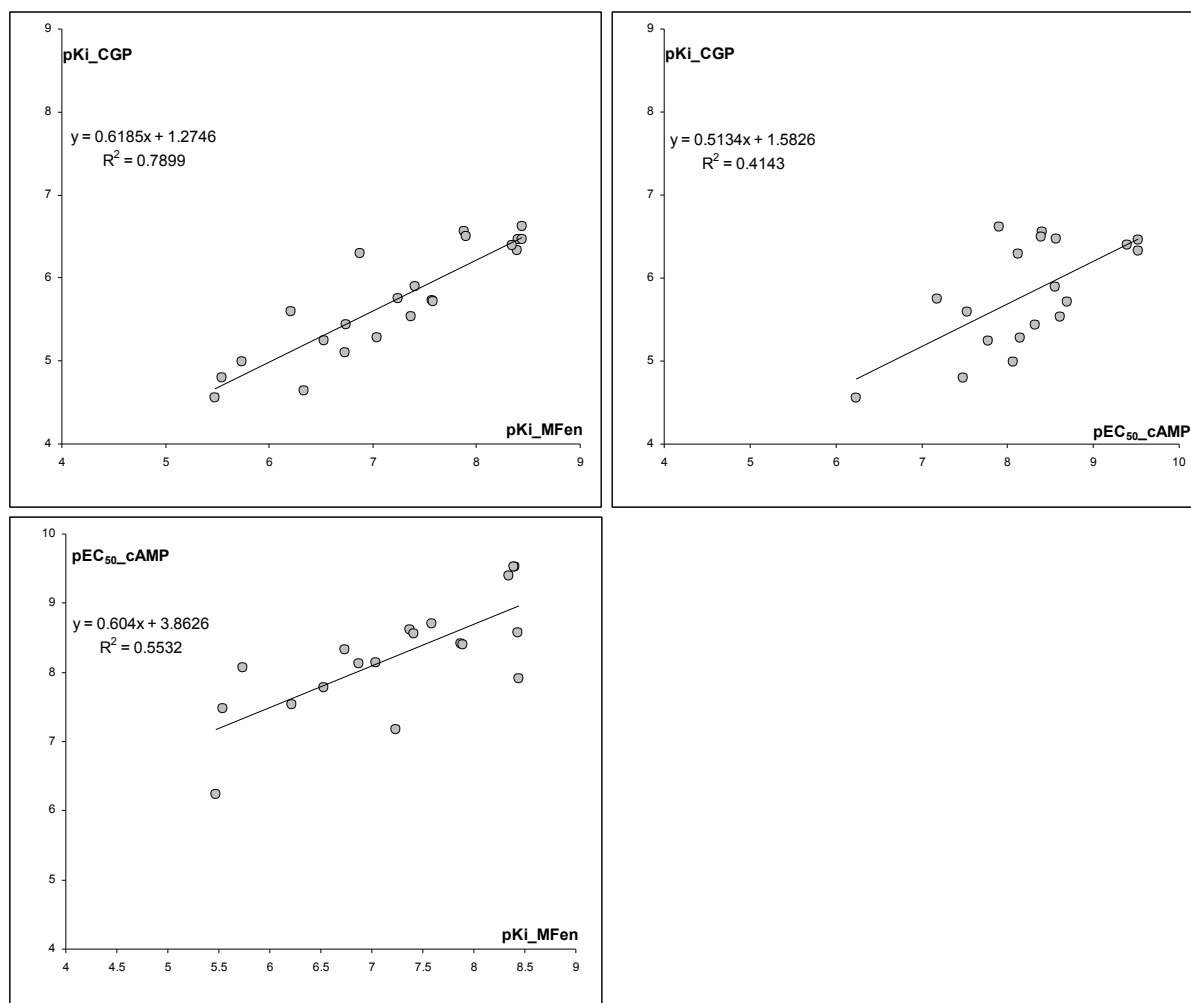 9
pKi_CGP
8
y = 0.6185x + 1.2746
R² = 0.7899
7
6
5
4
pKi_MFen
4 5 6 7 8 9
9
pKi_CGP
8
y = 0.5134x + 1.5826
R² = 0.4143
7
6
5
4
pEC₅₀_cAMP
4 5 6 7 8 9 10
10
pEC₅₀_cAMP
9
y = 0.604x + 3.8626
R² = 0.5532
8
7
6
5
4
pKi_MFen
4 4.5 5 5.5 6 6.5 7 7.5 8 8.5 9